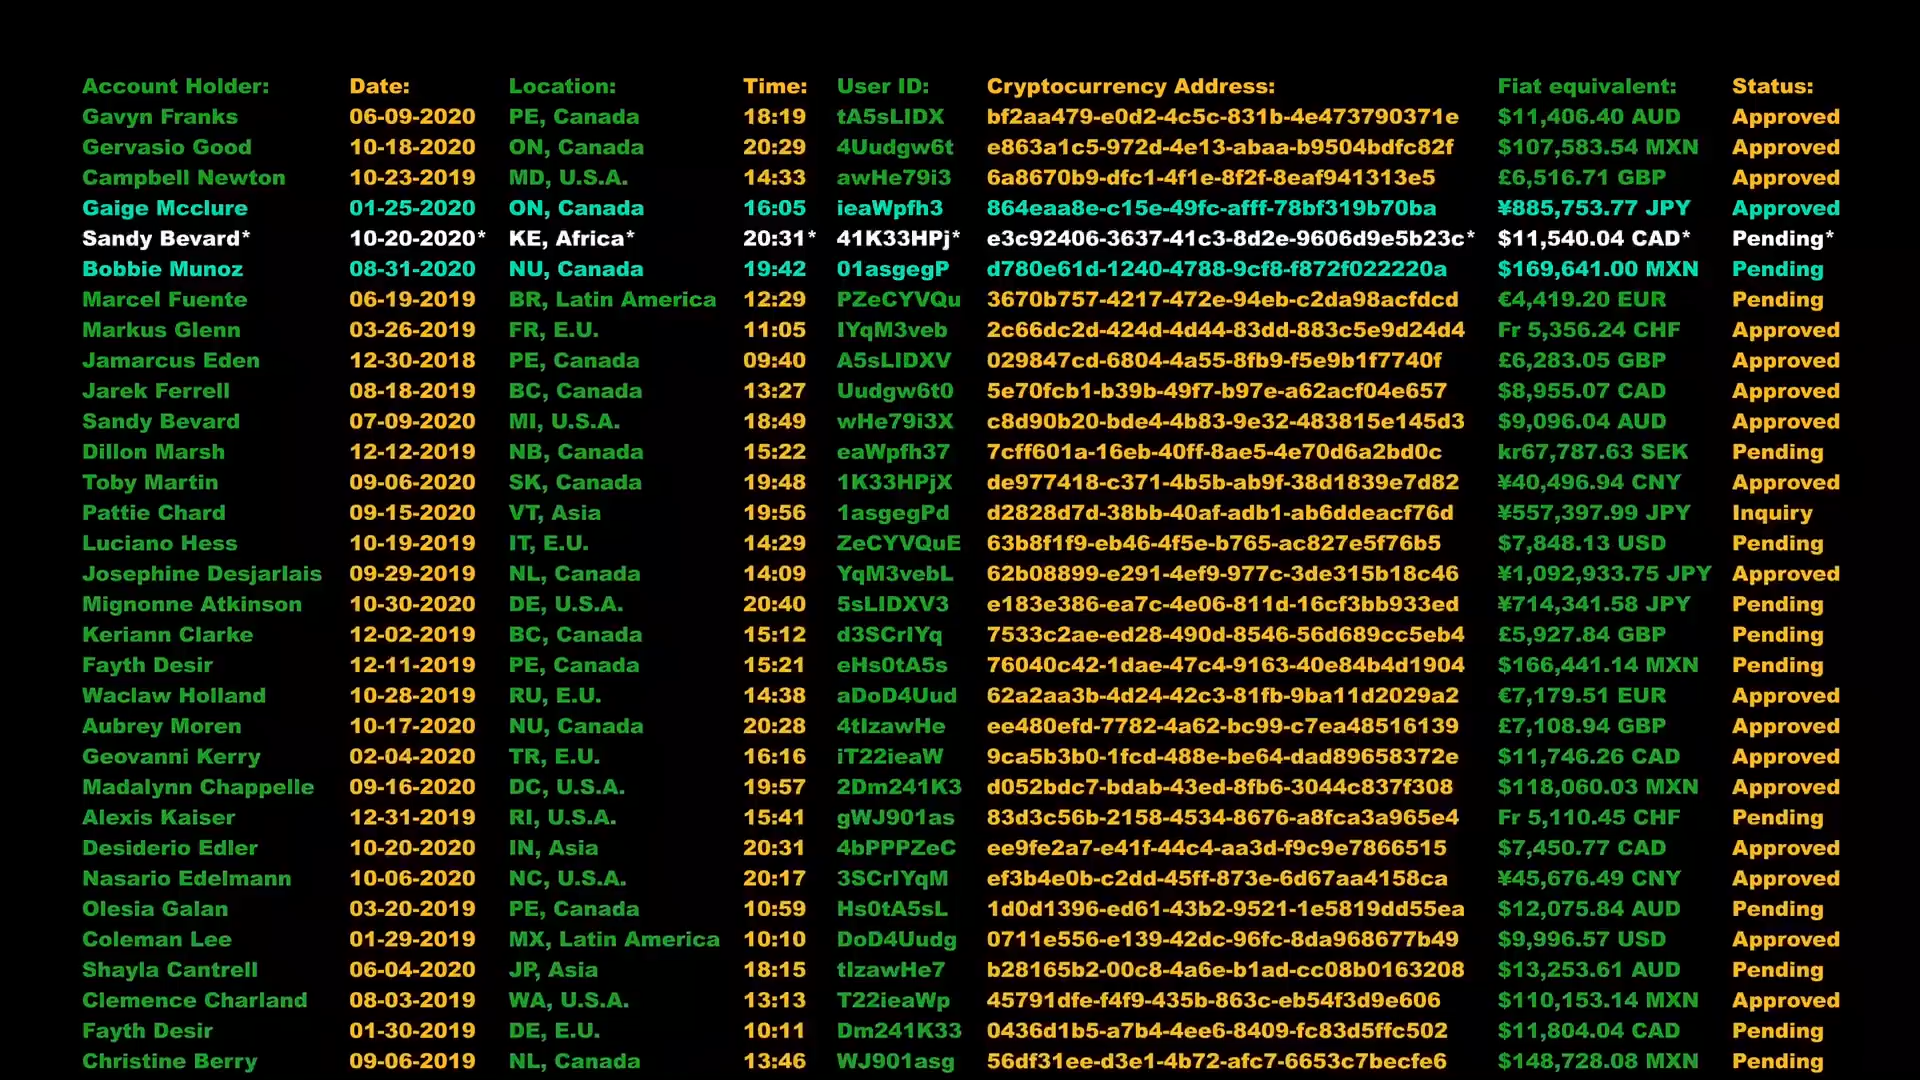 Account Holder: Date: Location: Time: User ID: Cryptocurrency Address: Fiat equivalent: Status:
Gavyn Franks 06-09-2020 PE, Canada 18:19 tA5sLIDX bf2aa479-e0d2-4c5c-831b-4e473790371e $11,406.40 AUD Approved
Gervasio Good 10-18-2020 ON, Canada 20:29 4Uudgw6t e863a1c5-972d-4e13-abaa-b9504bdfc82f $107,583.54 MXN Approved
Campbell Newton 10-23-2019 MD, U.S.A. 14:33 awHe79i3 6a8670b9-dfc1-4f1e-8f2f-8eaf941313e5 £6,516.71 GBP Approved
Gaige Mcclure 01-25-2020 ON, Canada 16:05 ieaWpfh3 864eaa8e-c15e-49fc-afff-78bf319b70ba ¥885,753.77 JPY Approved
Sandy Bevard* 10-20-2020* KE, Africa* 20:31* 41K33HPj* e3c92406-3637-41c3-8d2e-9606d9e5b23c* $11,540.04 CAD* Pending*
Bobbie Munoz 08-31-2020 NU, Canada 19:42 01asgegP d780e61d-1240-4788-9cf8-f872f022220a $169,641.00 MXN Pending
Marcel Fuente 06-19-2019 BR, Latin America 12:29 PZeCYVQu 3670b757-4217-472e-94eb-c2da98acfdcd €4,419.20 EUR Pending
Markus Glenn 03-26-2019 FR, E.U. 11:05 IYqM3veb 2c66dc2d-424d-4d44-83dd-883c5e9d24d4 Fr 5,356.24 CHF Approved
Jamarcus Eden 12-30-2018 PE, Canada 09:40 A5sLIDXV 029847cd-6804-4a55-8fb9-f5e9b1f7740f £6,283.05 GBP Approved
Jarek Ferrell 08-18-2019 BC, Canada 13:27 Uudgw6t0 5e70fcb1-b39b-49f7-b97e-a62acf04e657 $8,955.07 CAD Approved
Sandy Bevard 07-09-2020 MI, U.S.A. 18:49 wHe79i3X c8d90b20-bde4-4b83-9e32-483815e145d3 $9,096.04 AUD Approved
Dillon Marsh 12-12-2019 NB, Canada 15:22 eaWpfh37 7cff601a-16eb-40ff-8ae5-4e70d6a2bd0c kr67,787.63 SEK Pending
Toby Martin 09-06-2020 SK, Canada 19:48 1K33HPjX de977418-c371-4b5b-ab9f-38d1839e7d82 ¥40,496.94 CNY Approved
Pattie Chard 09-15-2020 VT, Asia 19:56 1asgegPd d2828d7d-38bb-40af-adb1-ab6ddeacf76d ¥557,397.99 JPY Inquiry
Luciano Hess 10-19-2019 IT, E.U. 14:29 ZeCYVQuE 63b8f1f9-eb46-4f5e-b765-ac827e5f76b5 $7,848.13 USD Pending
Josephine Desjarlais 09-29-2019 NL, Canada 14:09 YqM3vebL 62b08899-e291-4ef9-977c-3de315b18c46 ¥1,092,933.75 JPY Approved
Mignonne Atkinson 10-30-2020 DE, U.S.A. 20:40 5sLIDXV3 e183e386-ea7c-4e06-811d-16cf3bb933ed ¥714,341.58 JPY Pending
Keriann Clarke 12-02-2019 BC, Canada 15:12 d3SCrIYq 7533c2ae-ed28-490d-8546-56d689cc5eb4 £5,927.84 GBP Pending
Fayth Desir 12-11-2019 PE, Canada 15:21 eHs0tA5s 76040c42-1dae-47c4-9163-40e84b4d1904 $166,441.14 MXN Pending
Waclaw Holland 10-28-2019 RU, E.U. 14:38 aDoD4Uud 62a2aa3b-4d24-42c3-81fb-9ba11d2029a2 €7,179.51 EUR Approved
Aubrey Moren 10-17-2020 NU, Canada 20:28 4tIzawHe ee480efd-7782-4a62-bc99-c7ea48516139 £7,108.94 GBP Approved
Geovanni Kerry 02-04-2020 TR, E.U. 16:16 iT22ieaW 9ca5b3b0-1fcd-488e-be64-dad89658372e $11,746.26 CAD Approved
Madalynn Chappelle 09-16-2020 DC, U.S.A. 19:57 2Dm241K3 d052bdc7-bdab-43ed-8fb6-3044c837f308 $118,060.03 MXN Approved
Alexis Kaiser 12-31-2019 RI, U.S.A. 15:41 gWJ901as 83d3c56b-2158-4534-8676-a8fca3a965e4 Fr 5,110.45 CHF Pending
Desiderio Edler 10-20-2020 IN, Asia 20:31 4bPPPZeC ee9fe2a7-e41f-44c4-aa3d-f9c9e7866515 $7,450.77 CAD Approved
Nasario Edelmann 10-06-2020 NC, U.S.A. 20:17 3SCrIYqM ef3b4e0b-c2dd-45ff-873e-6d67aa4158ca ¥45,676.49 CNY Approved
Olesia Galan 03-20-2019 PE, Canada 10:59 Hs0tA5sL 1d0d1396-ed61-43b2-9521-1e5819dd55ea $12,075.84 AUD Pending
Coleman Lee 01-29-2019 MX, Latin America 10:10 DoD4Uudg 0711e556-e139-42dc-96fc-8da968677b49 $9,996.57 USD Approved
Shayla Cantrell 06-04-2020 JP, Asia 18:15 tIzawHe7 b28165b2-00c8-4a6e-b1ad-cc08b0163208 $13,253.61 AUD Pending
Clemence Charland 08-03-2019 WA, U.S.A. 13:13 T22ieaWp 45791dfe-f4f9-435b-863c-eb54f3d9e606 $110,153.14 MXN Approved
Fayth Desir 01-30-2019 DE, E.U. 10:11 Dm241K33 0436d1b5-a7b4-4ee6-8409-fc83d5ffc502 $11,804.04 CAD Pending
Christine Berry 09-06-2019 NL, Canada 13:46 WJ901asg 56df31ee-d3e1-4b72-afc7-6653c7becfe6 $148,728.08 MXN Pending